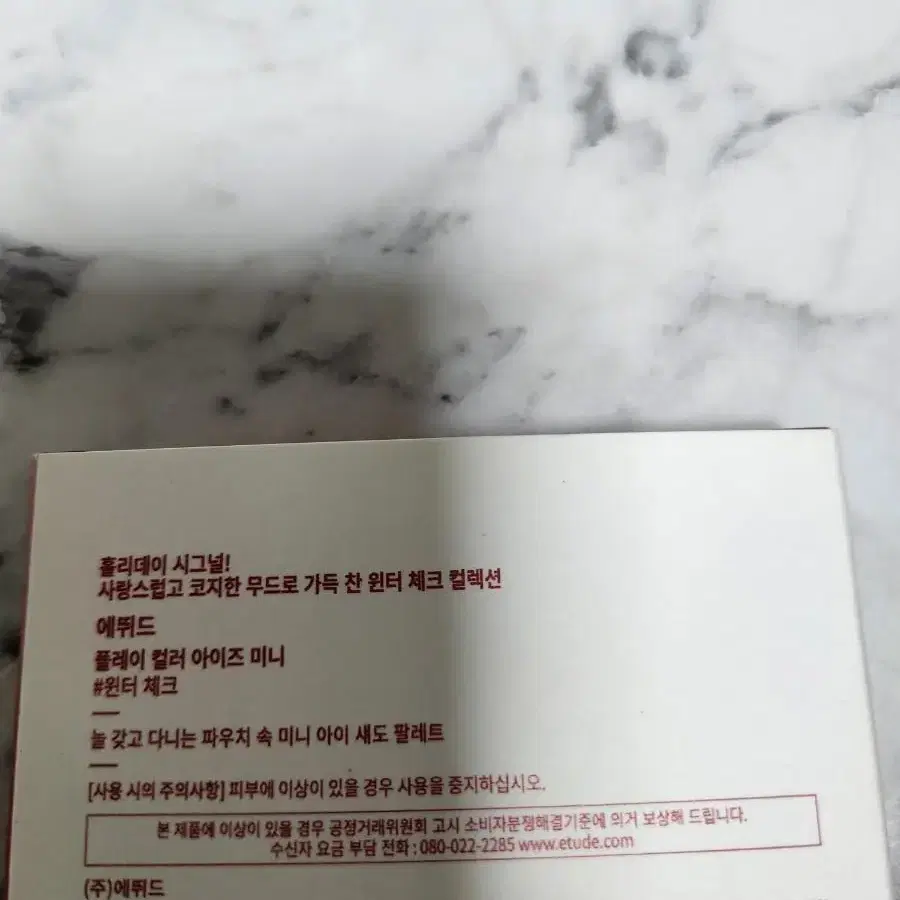 홀리데이 시그널!
사랑스럽고 코지한 무드로 가득 찬 윈터 체크 컬렉션
에뛰드
플레이 컬러 아이즈 미니
#윈터 체크
늘 갖고 다니는 파우치 속 미니 아이 섀도 팔레트
[사용 시의 주의사항] 피부에 이상이 있을 경우 사용을 중지하십시오.
본 제품에 이상이 있을 경우 공정거래위원회 고시 소비자분쟁해결기준에 의거 보상해 드립니다.
수신자 요금 부담 전화 : 080-022-2285 www.etude.com
(주)에뛰드